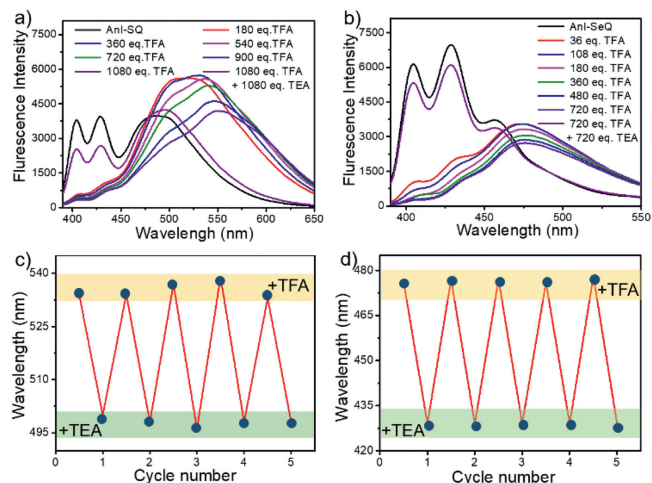 a)
Flurescence Intensity
7500
6000
4500
3000
1500
0
400 450 500 550 600 650
Wavelengh (nm)
AnI-SQ 180 eq.TFA
360 eq.TFA 540 eq.TFA
720 eq.TFA 900 eq.TFA
1080 eq.TFA 1080 eq. TFA
+ 1080 eq. TEA
b)
Flurescence Intensity
7500
6000
4500
3000
1500
0
400 450 500 550
Wavelength (nm)
AnI-SeQ
36 eq.TFA
108 eq. TFA
180 eq. TFA
360 eq. TFA
480 eq. TFA
720 eq. TFA
720 eq. TFA
+ 720 eq. TEA
c)
Wavelength (nm)
540
525
510
495
+TFA
+TEA
0 1 2 3 4 5
Cycle number
d)
Wavelength (nm)
480
465
450
435
420
+TFA
+TEA
0 1 2 3 4 5
Cycle number